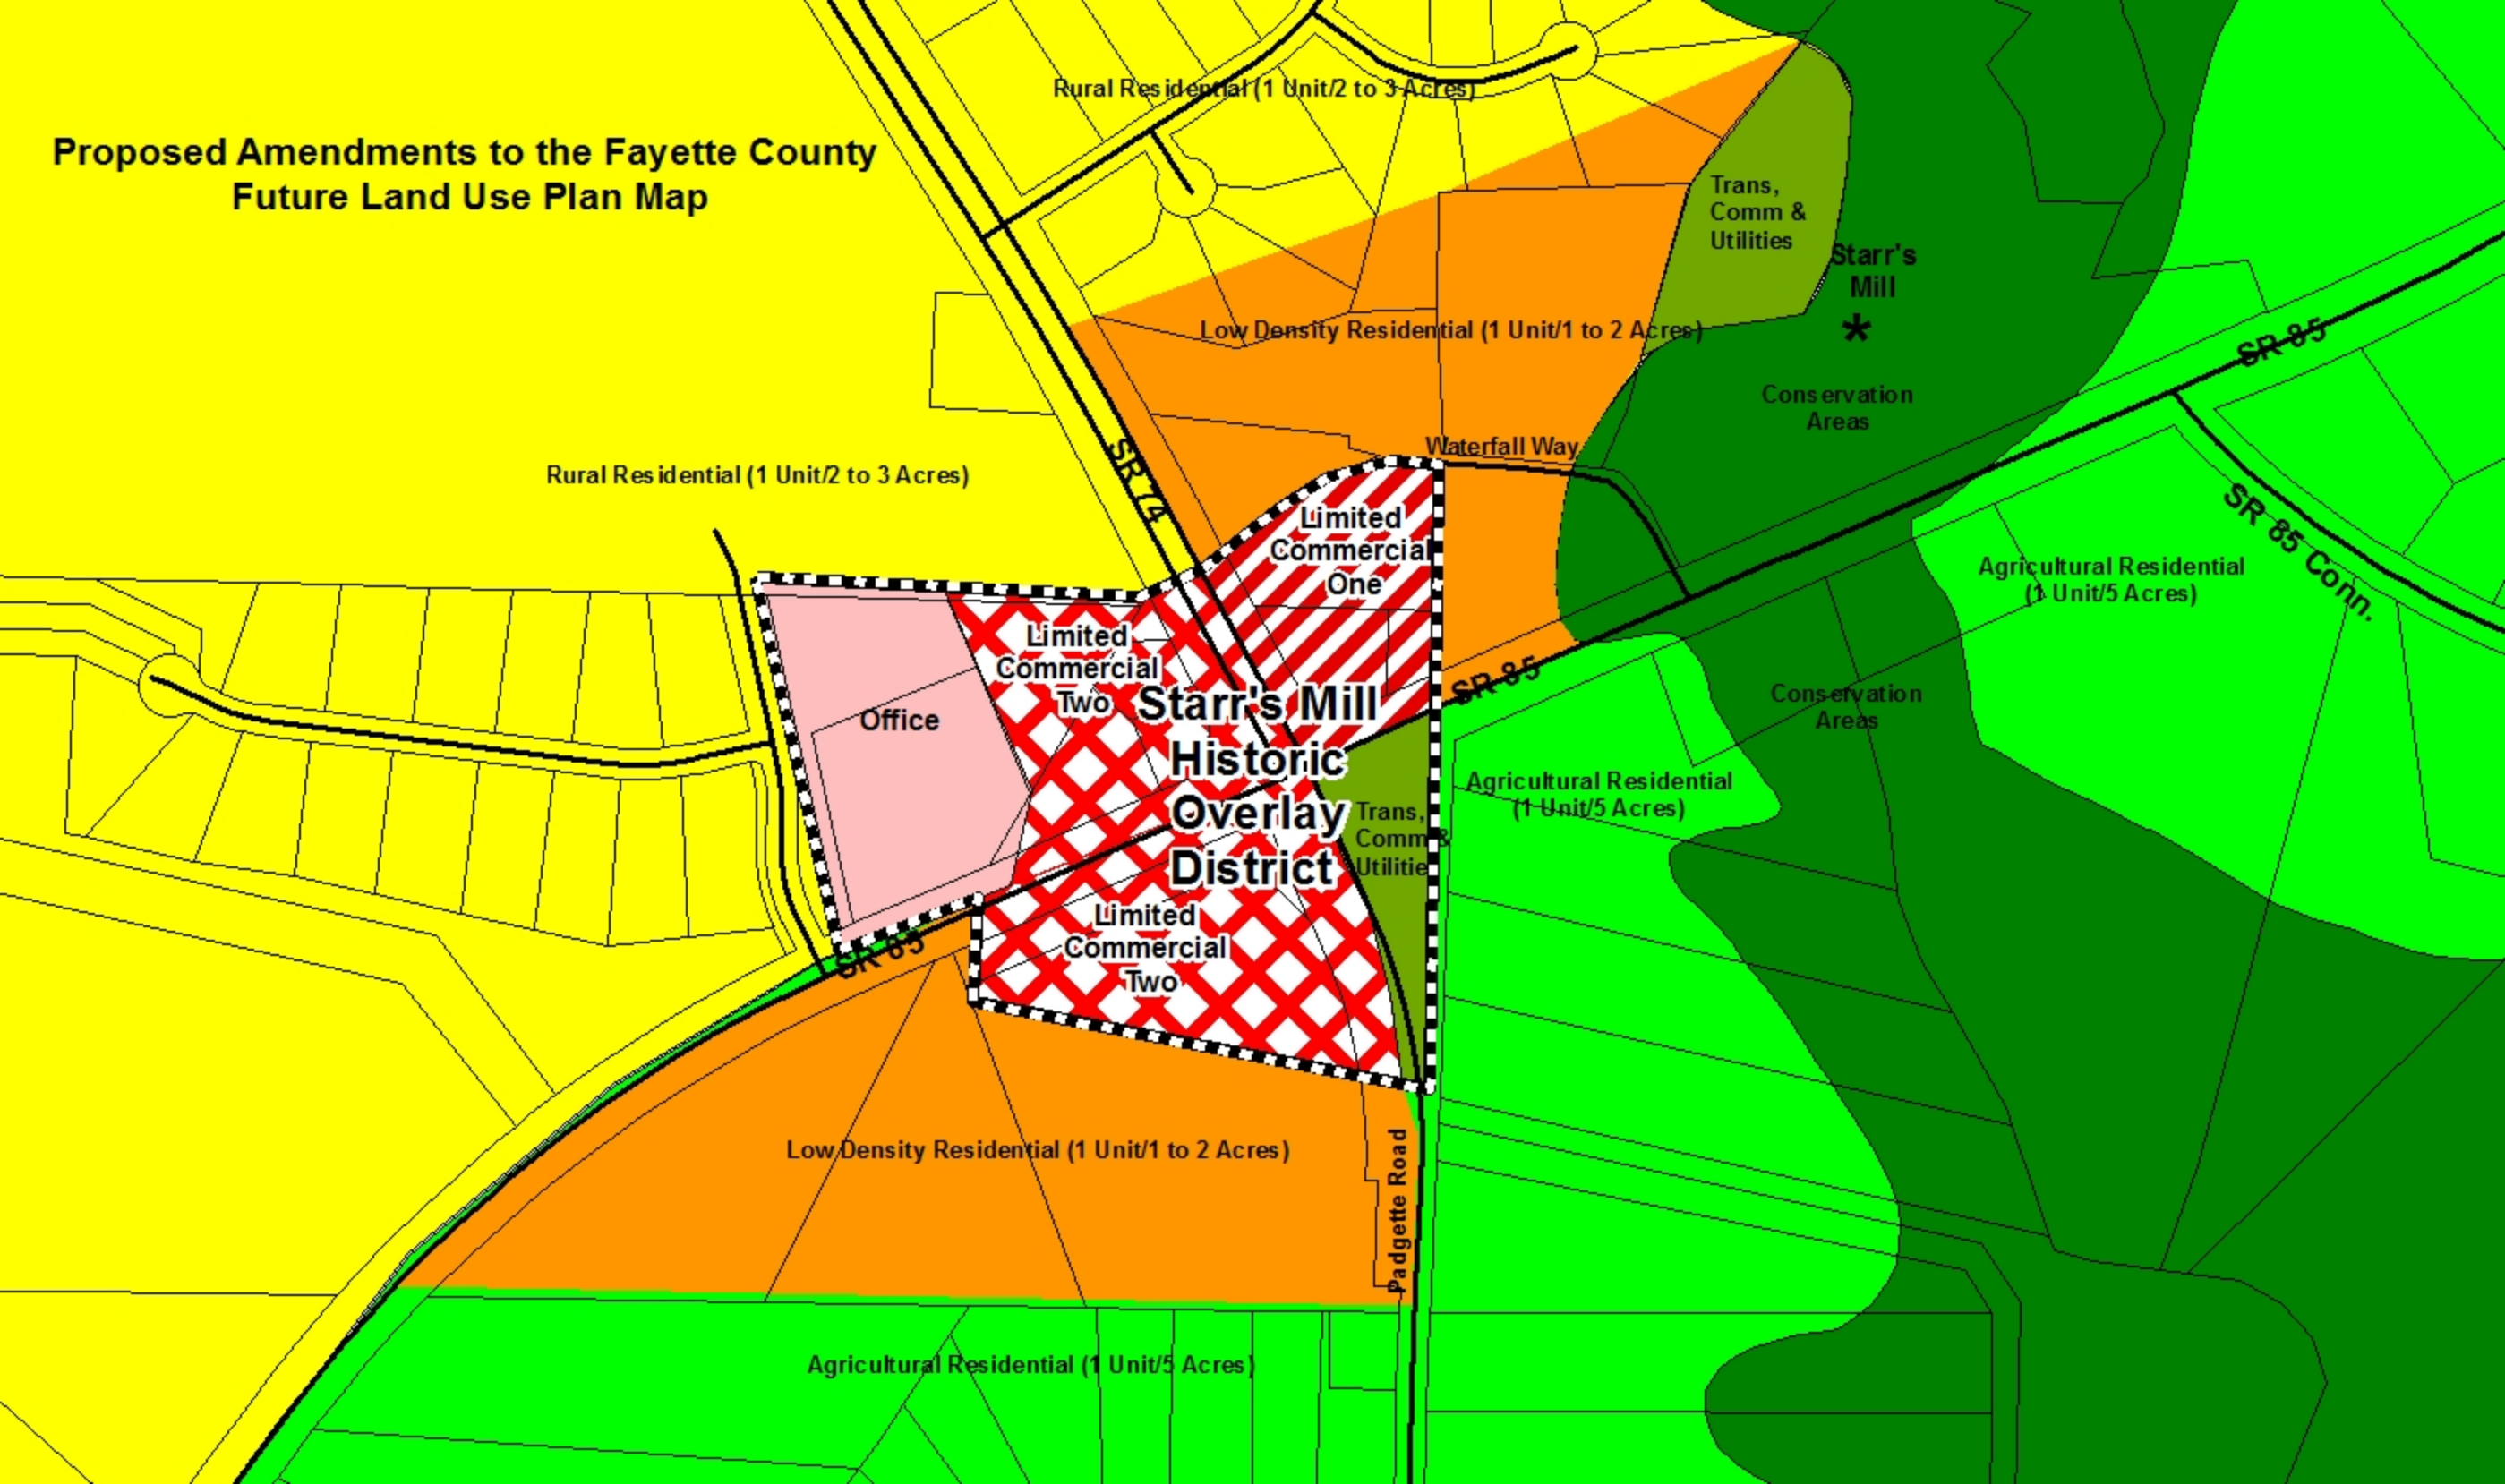 Proposed Amendments to the Fayette County
Future Land Use Plan Map
Rural Residential (1 Unit/2 to 3 Acres)
Trans,
Comm &
Utilities
Starr's
Mill
*
Low Density Residential (1 Unit/1 to 2 Acres)
SR 85
Conservation
Areas
Waterfall Way
SR 74
Rural Residential (1 Unit/2 to 3 Acres)
SR 85 Conn.
Limited
Commercial
One
Agricultural Residential
(1 Unit/5 Acres)
Limited
Commercial
Two
SR 85
Conservation
Areas
Office
Starr's Mill
Historic
Overlay
District
Agricultural Residential
(1 Unit/5 Acres)
Trans,
Comm &
Utilitie
Limited
Commercial
Two
SR 85
Low Density Residential (1 Unit/1 to 2 Acres)
Padgette Road
Agricultural Residential (1 Unit/5 Acres)